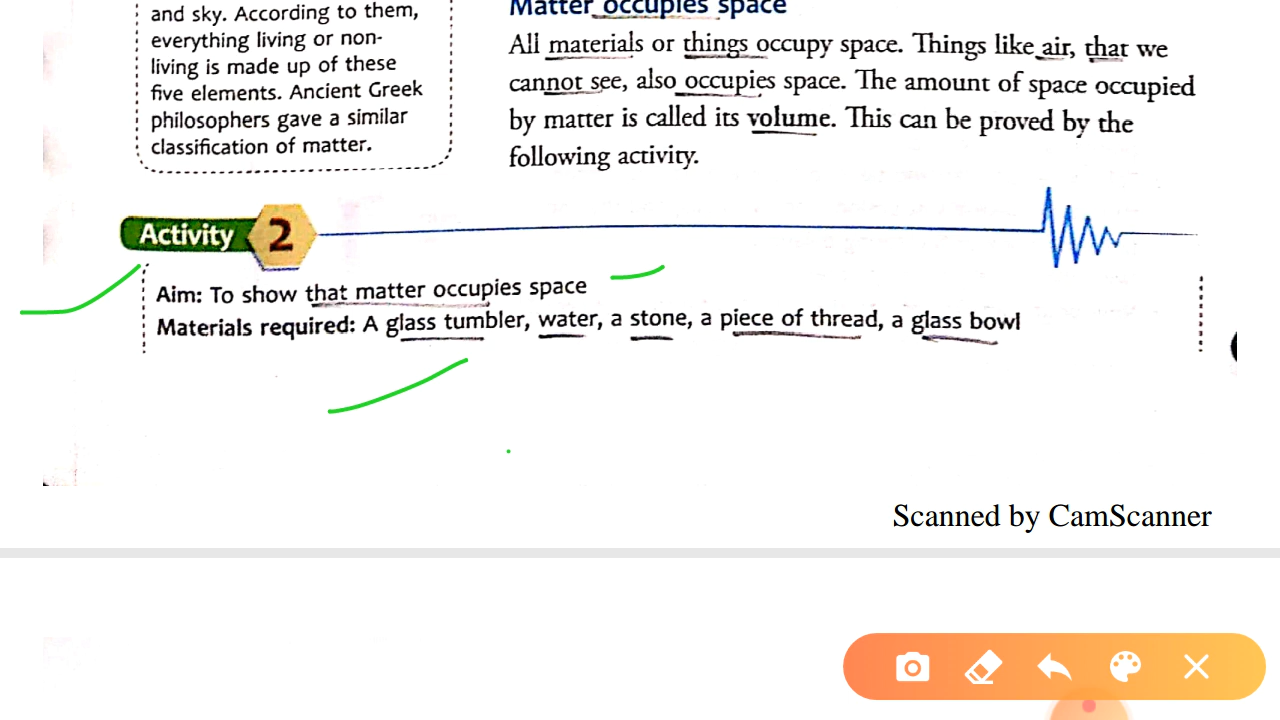 and sky. According to them,
everything living or non-
living is made up of these
five elements. Ancient Greek
philosophers gave a similar
classification of matter.
Matter occupies space
All materials or things occupy space. Things like air, that we
cannot see, also occupies space. The amount of space occupied
by matter is called its volume. This can be proved by the
following activity.
Activity 2
Aim: To show that matter occupies space
Materials required: A glass tumbler, water, a stone, a piece of thread, a glass bowl
Scanned by CamScanner